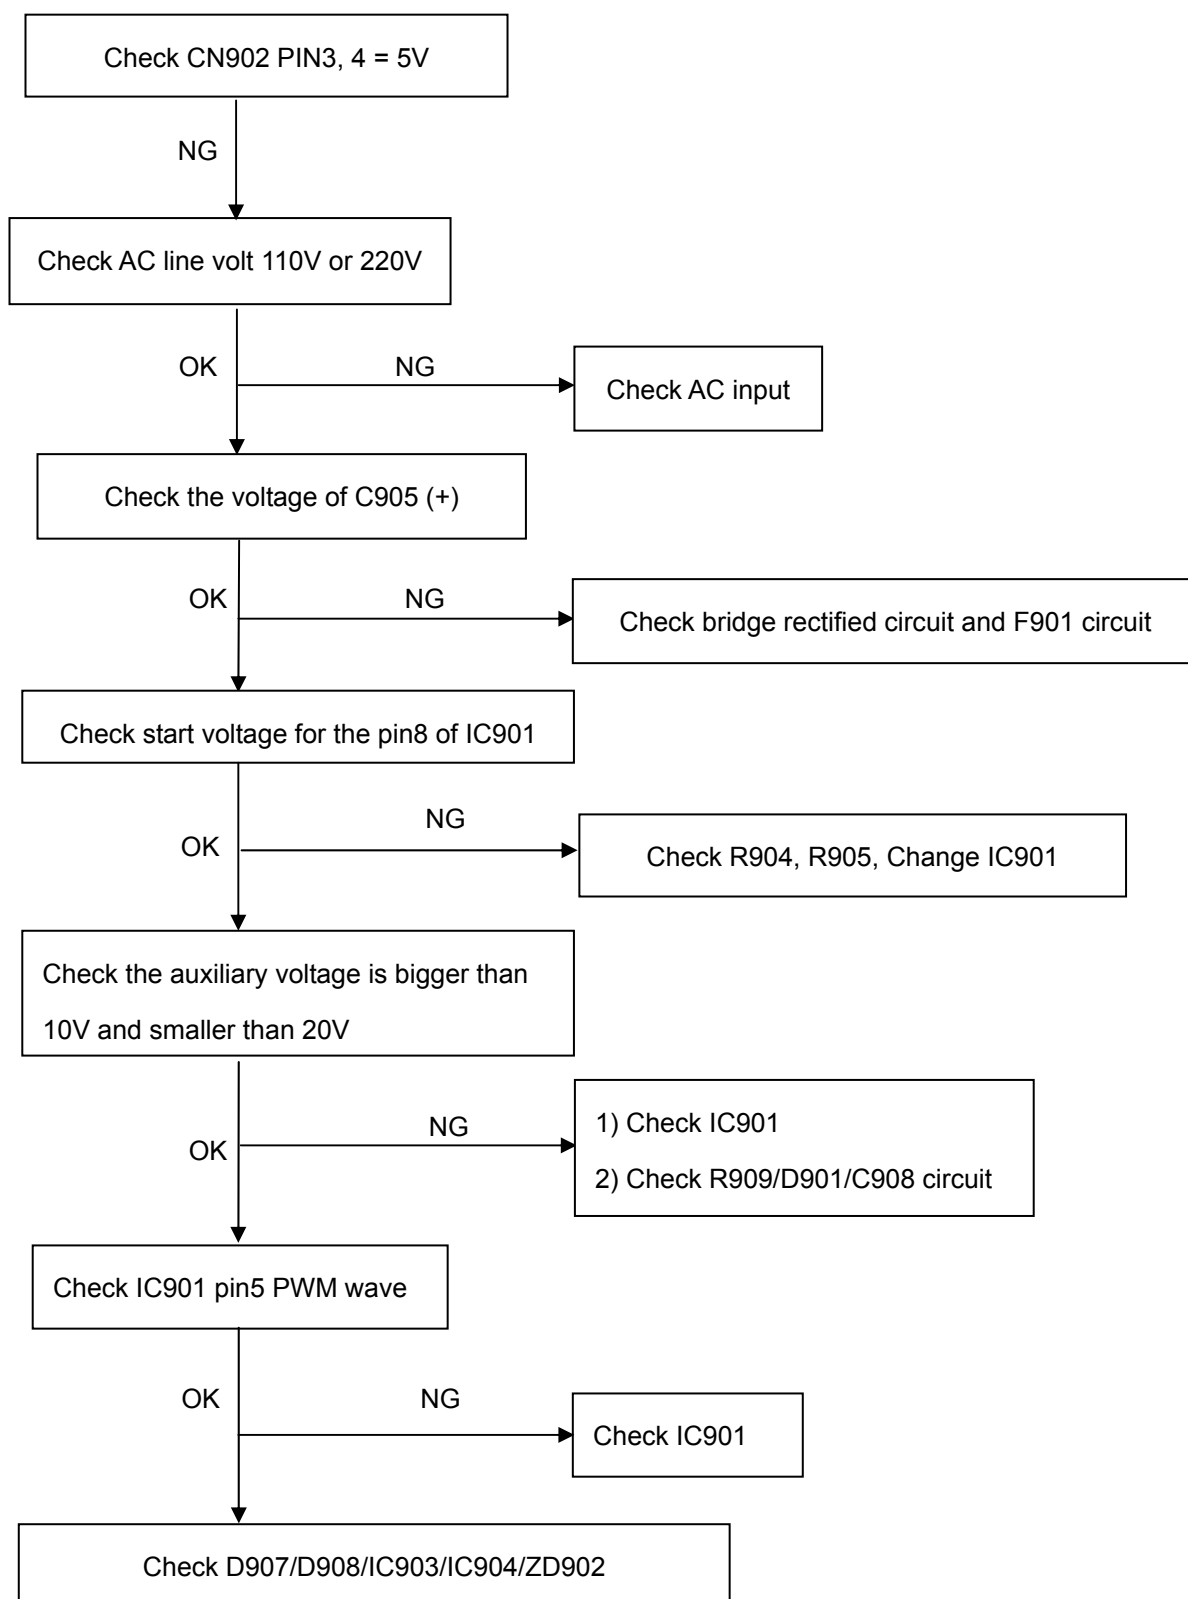 Check CN902 PIN3, 4 = 5V
NG
Check AC line volt 110V or 220V
OK
NG
Check AC input
Check the voltage of C905 (+)
OK
NG
Check bridge rectified circuit and F901 circuit
Check start voltage for the pin8 of IC901
NG
OK
Check R904, R905, Change IC901
Check the auxiliary voltage is bigger than
10V and smaller than 20V
NG
OK
1) Check IC901
2) Check R909/D901/C908 circuit
Check IC901 pin5 PWM wave
OK
NG
Check IC901
Check D907/D908/IC903/IC904/ZD902